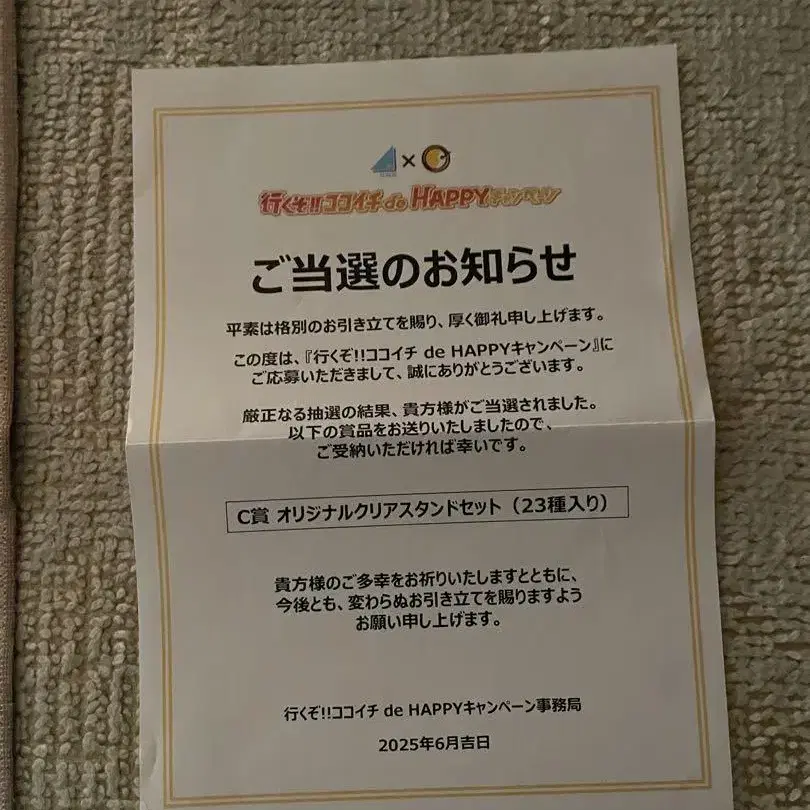 ×
行くぞ!!ココイチ de HAPPYキャンペーン
ご当選のお知らせ
平素は格別のお引き立てを賜り、厚く御礼申し上げます。
この度は、『行くぞ!!ココイチ de HAPPYキャンペーン』に
ご応募いただきまして、誠にありがとうございます。
厳正なる抽選の結果、貴方様がご当選されました。
以下の賞品をお送りいたしましたので、
ご受納いただければ幸いです。
C賞 オリジナルクリアスタンドセット（23種入り）
貴方様のご多幸をお祈りいたしますとともに、
今後とも、変わらぬお引き立てを賜りますよう
お願い申し上げます。
行くぞ!!ココイチ de HAPPYキャンペーン事務局
2025年6月吉日